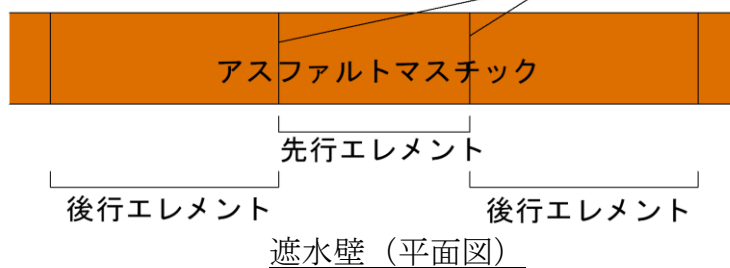 アスファルトマスチック
先行エレメント
後行エレメント
後行エレメント
遮水壁（平面図）